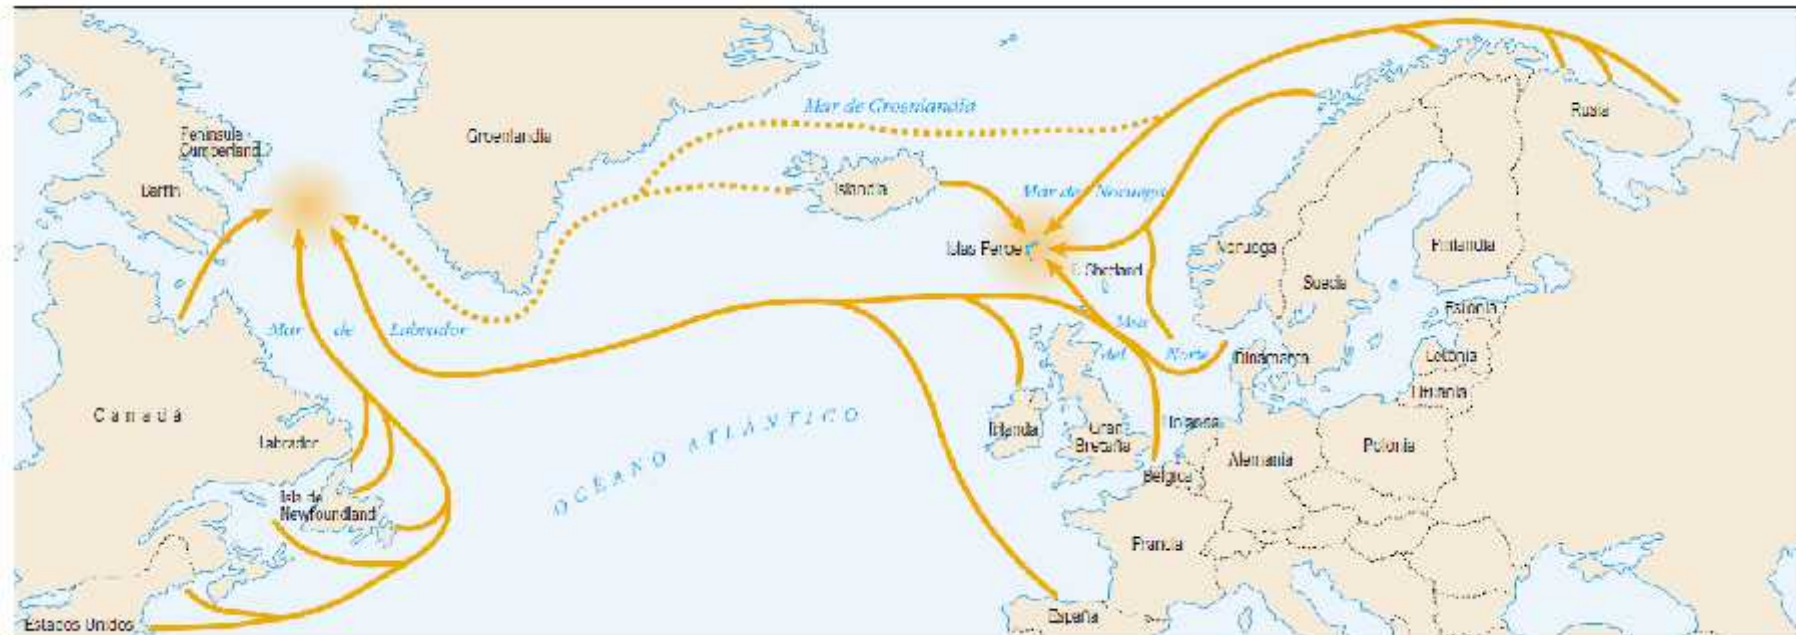 Mar de Groenlandia
Península
Cumberland
Groenlandia
Rusia
Baffin
Islandia
Mar de Noruega
Islas Feroe
I. Shetland
Noruega
Finlandia
Suecia
Mar de Labrador
Mar
del Norte
Estonia
Dinamarca
Letonia
Lituania
Canadá
OCÉANO ATLÁNTICO
Labrador
Irlanda
Gran
Bretaña
Holanda
Alemania
Polonia
Bélgica
Isla de
Newfoundland
Francia
España
Estados Unidos